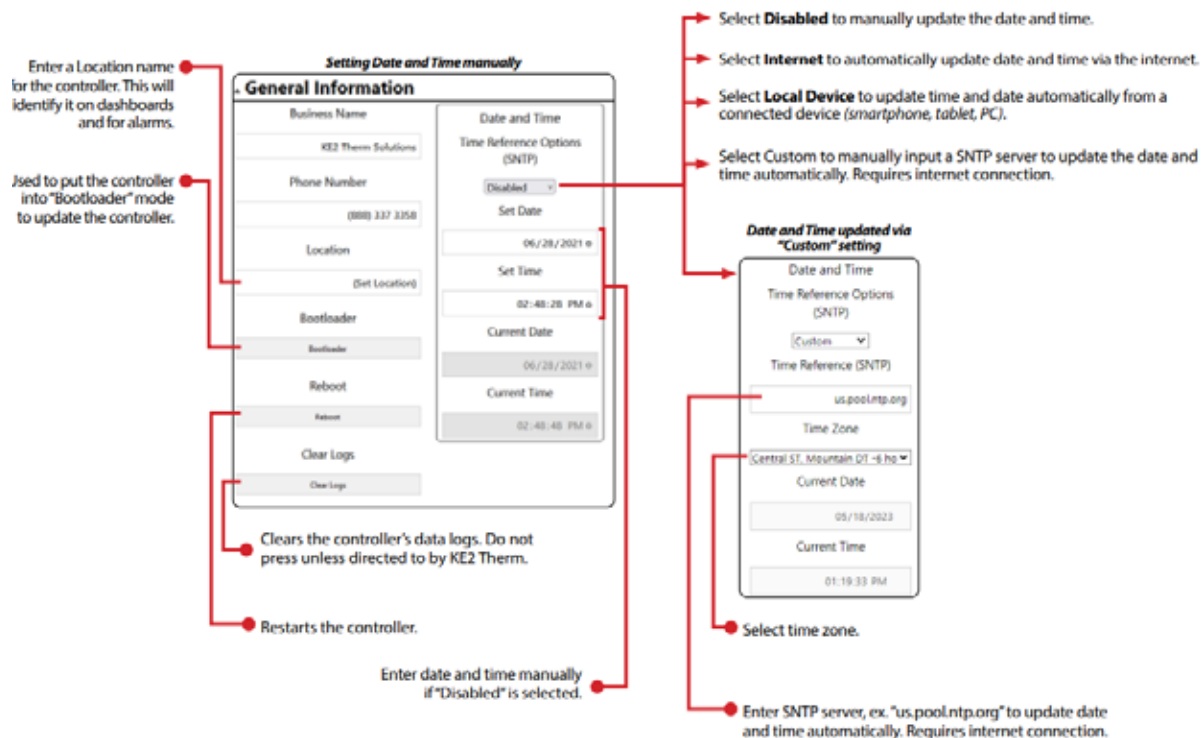 Select Disabled to manually update the date and time.
Select Internet to automatically update date and time via the internet.
Select Local Device to update time and date automatically from a
connected device (smartphone, tablet, PC).
Select Custom to manually input a SNTP server to update the date and
time automatically. Requires internet connection.
Enter a Location name
for the controller. This will
identify it on dashboards
and for alarms.
Used to put the controller
into "Bootloader" mode
to update the controller.
Setting Date and Time manually
General Information
Business Name
KE2 Therm Solutions
Phone Number
(888) 337 3358
Location
(Set Location)
Bootloader
Bootloader
Reboot
Reboot
Clear Logs
Clear Logs
Date and Time
Time Reference Options
(SNTP)
Disabled
Set Date
06/28/2021
Set Time
02:48:28 PM
Current Date
06/28/2021
Current Time
02:48:48 PM
Date and Time updated via
"Custom" setting
Date and Time
Time Reference Options
(SNTP)
Custom
Time Reference (SNTP)
us.pool.ntp.org
Time Zone
Central ST, Mountain DT -6 ho
Current Date
05/18/2023
Current Time
01:19:33 PM
Clears the controller's data logs. Do not
press unless directed to by KE2 Therm.
Restarts the controller.
Enter date and time manually
if "Disabled" is selected.
Select time zone.
Enter SNTP server, ex. "us.pool.ntp.org" to update date
and time automatically. Requires internet connection.